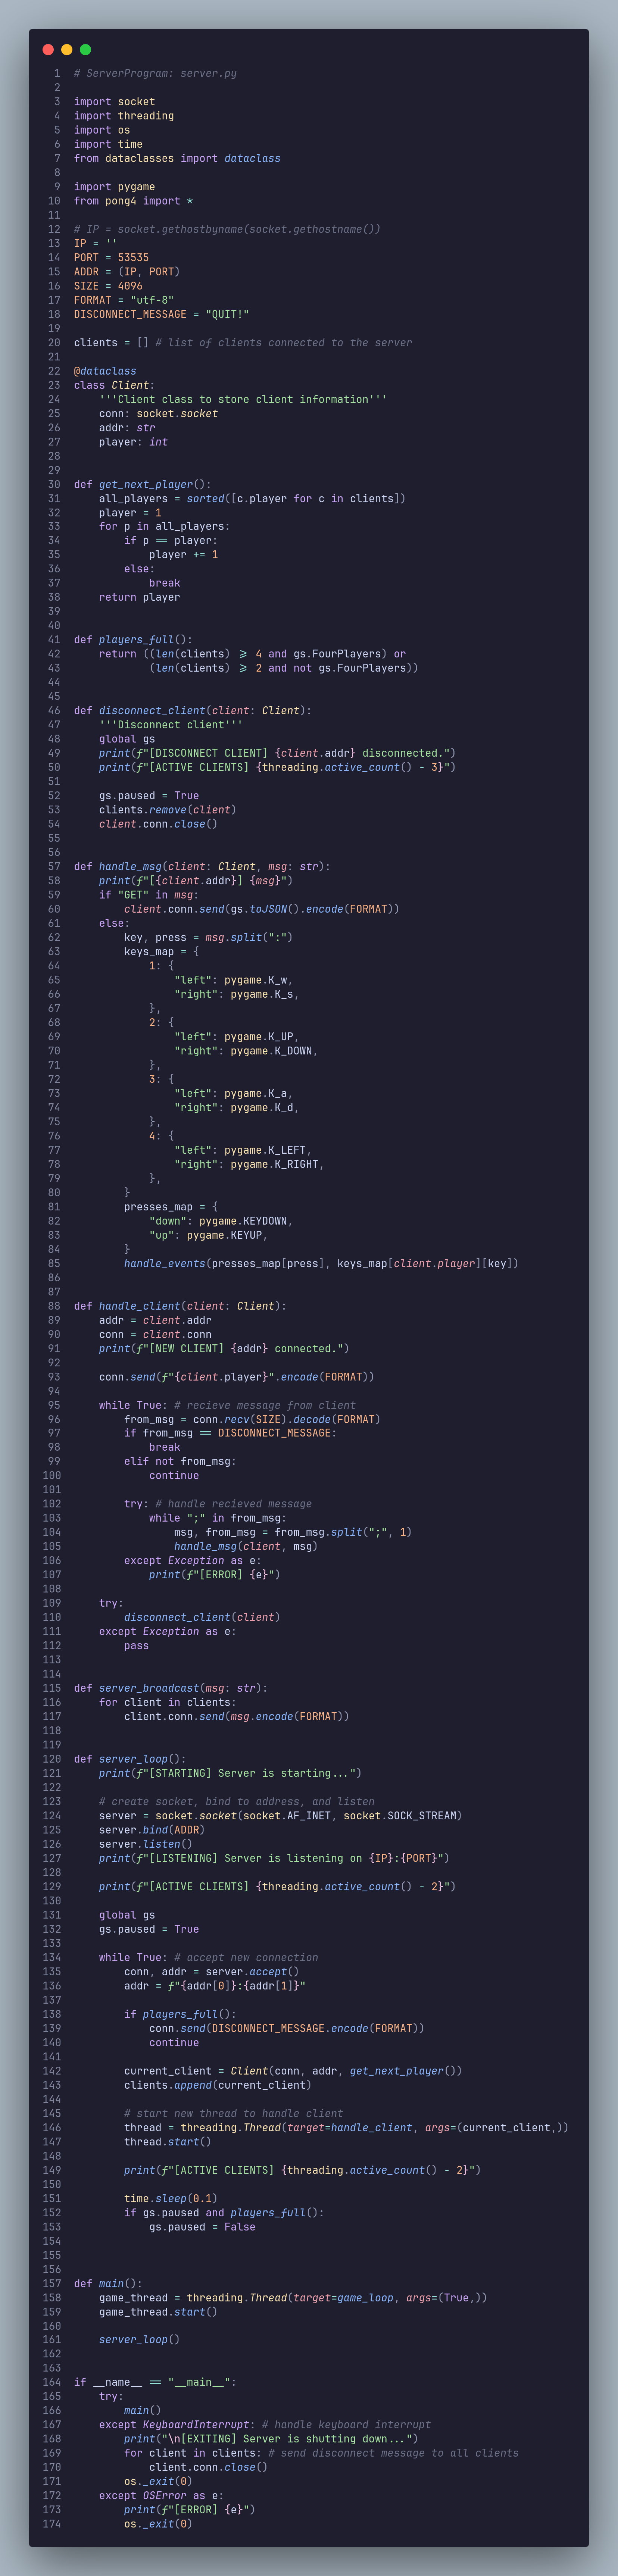 1 # ServerProgram: server.py
2
3 import socket
4 import threading
5 import os
6 import time
7 from dataclasses import dataclass
8
9 import pygame
10 from pong4 import *
11
12 # IP = socket.gethostbyname(socket.gethostname())
13 IP = ''
14 PORT = 53535
15 ADDR = (IP, PORT)
16 SIZE = 4096
17 FORMAT = "utf-8"
18 DISCONNECT_MESSAGE = "QUIT!"
19
20 clients = [] # list of clients connected to the server
21
22 @dataclass
23 class Client:
24     '''Client class to store client information'''
25     conn: socket.socket
26     addr: str
27     player: int
28
29
30 def get_next_player():
31     all_players = sorted([c.player for c in clients])
32     player = 1
33     for p in all_players:
34         if p == player:
35             player += 1
36         else:
37             break
38     return player
39
40
41 def players_full():
42     return ((len(clients) >= 4 and gs.FourPlayers) or
43             (len(clients) >= 2 and not gs.FourPlayers))
44
45
46 def disconnect_client(client: Client):
47     '''Disconnect client'''
48     global gs
49     print(f"[DISCONNECT CLIENT] {client.addr} disconnected.")
50     print(f"[ACTIVE CLIENTS] {threading.active_count() - 3}")
51
52     gs.paused = True
53     clients.remove(client)
54     client.conn.close()
55
56
57 def handle_msg(client: Client, msg: str):
58     print(f"[{client.addr}] {msg}")
59     if "GET" in msg:
60         client.conn.send(gs.toJSON().encode(FORMAT))
61     else:
62         key, press = msg.split(":")
63         keys_map = {
64             1: {
65                 "left": pygame.K_w,
66                 "right": pygame.K_s,
67             },
68             2: {
69                 "left": pygame.K_UP,
70                 "right": pygame.K_DOWN,
71             },
72             3: {
73                 "left": pygame.K_a,
74                 "right": pygame.K_d,
75             },
76             4: {
77                 "left": pygame.K_LEFT,
78                 "right": pygame.K_RIGHT,
79             },
80         }
81         presses_map = {
82             "down": pygame.KEYDOWN,
83             "up": pygame.KEYUP,
84         }
85         handle_events(presses_map[press], keys_map[client.player][key])
86
87
88 def handle_client(client: Client):
89     addr = client.addr
90     conn = client.conn
91     print(f"[NEW CLIENT] {addr} connected.")
92
93     conn.send(f"{client.player}".encode(FORMAT))
94
95     while True: # recieve message from client
96         from_msg = conn.recv(SIZE).decode(FORMAT)
97         if from_msg == DISCONNECT_MESSAGE:
98             break
99         elif not from_msg:
100             continue
101
102         try: # handle recieved message
103             while ";" in from_msg:
104                 msg, from_msg = from_msg.split(";", 1)
105                 handle_msg(client, msg)
106         except Exception as e:
107             print(f"[ERROR] {e}")
108
109     try:
110         disconnect_client(client)
111     except Exception as e:
112         pass
113
114
115 def server_broadcast(msg: str):
116     for client in clients:
117         client.conn.send(msg.encode(FORMAT))
118
119
120 def server_loop():
121     print(f"[STARTING] Server is starting...")
122
123     # create socket, bind to address, and listen
124     server = socket.socket(socket.AF_INET, socket.SOCK_STREAM)
125     server.bind(ADDR)
126     server.listen()
127     print(f"[LISTENING] Server is listening on {IP}:{PORT}")
128
129     print(f"[ACTIVE CLIENTS] {threading.active_count() - 2}")
130
131     global gs
132     gs.paused = True
133
134     while True: # accept new connection
135         conn, addr = server.accept()
136         addr = f"{addr[0]}:{addr[1]}"
137
138         if players_full():
139             conn.send(DISCONNECT_MESSAGE.encode(FORMAT))
140             continue
141
142         current_client = Client(conn, addr, get_next_player())
143         clients.append(current_client)
144
145         # start new thread to handle client
146         thread = threading.Thread(target=handle_client, args=(current_client,))
147         thread.start()
148
149         print(f"[ACTIVE CLIENTS] {threading.active_count() - 2}")
150
151         time.sleep(0.1)
152         if gs.paused and players_full():
153             gs.paused = False
154
155
156
157 def main():
158     game_thread = threading.Thread(target=game_loop, args=(True,))
159     game_thread.start()
160
161     server_loop()
162
163
164 if __name__ == "__main__":
165     try:
166         main()
167     except KeyboardInterrupt: # handle keyboard interrupt
168         print("\n[EXITING] Server is shutting down...")
169         for client in clients: # send disconnect message to all clients
170             client.conn.close()
171         os._exit(0)
172     except OSError as e:
173         print(f"[ERROR] {e}")
174         os._exit(0)